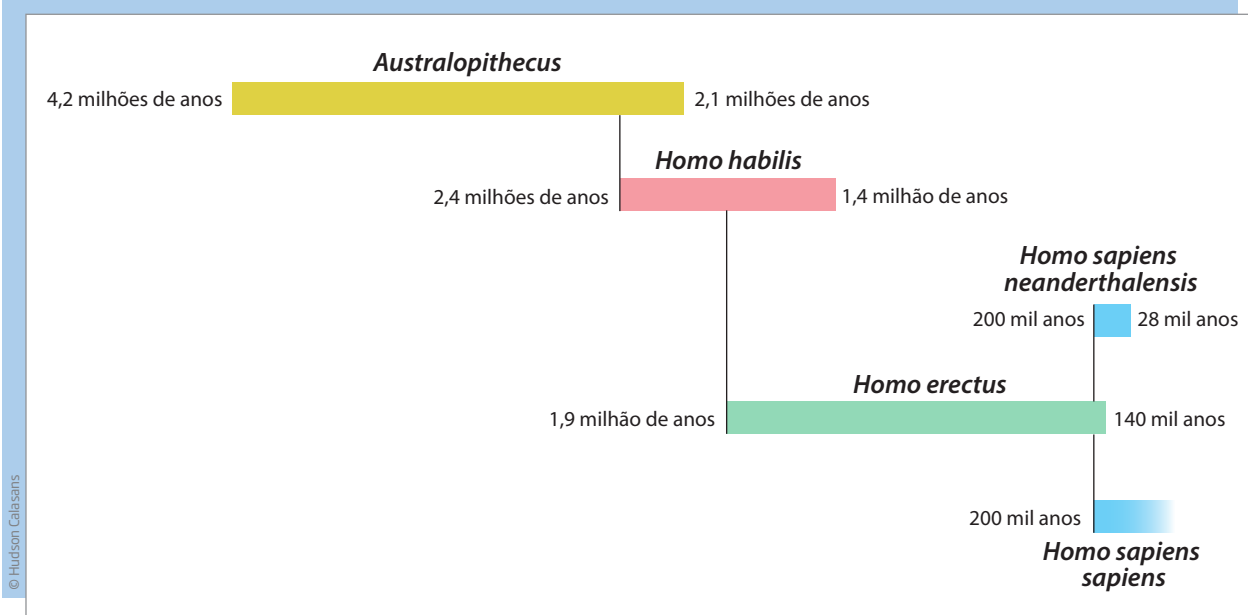 Australopithecus
4,2 milhões de anos
2,1 milhões de anos
Homo habilis
2,4 milhões de anos
1,4 milhão de anos
Homo sapiens
neanderthalensis
200 mil anos
28 mil anos
Homo erectus
1,9 milhão de anos
140 mil anos
200 mil anos
Homo sapiens
sapiens
© Hudson Calasans